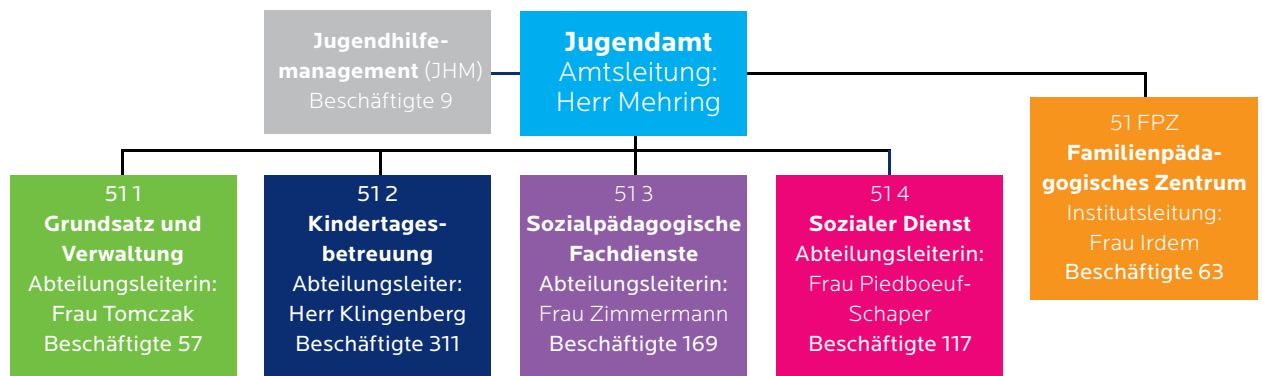 Jugendhilfe-
management (JHM)
Beschäftigte 9
Jugendamt
Amtsleitung:
Herr Mehring
51 FPZ
Familienpäda-
gogisches Zentrum
Institutsleitung:
Frau Irdem
Beschäftigte 63
51 1
Grundsatz und
Verwaltung
Abteilungsleiterin:
Frau Tomczak
Beschäftigte 57
51 2
Kindertages-
betreuung
Abteilungsleiter:
Herr Klingenberg
Beschäftigte 311
51 3
Sozialpädagogische
Fachdienste
Abteilungsleiterin:
Frau Zimmermann
Beschäftigte 169
51 4
Sozialer Dienst
Abteilungsleiterin:
Frau Piedboeuf-
Schaper
Beschäftigte 117